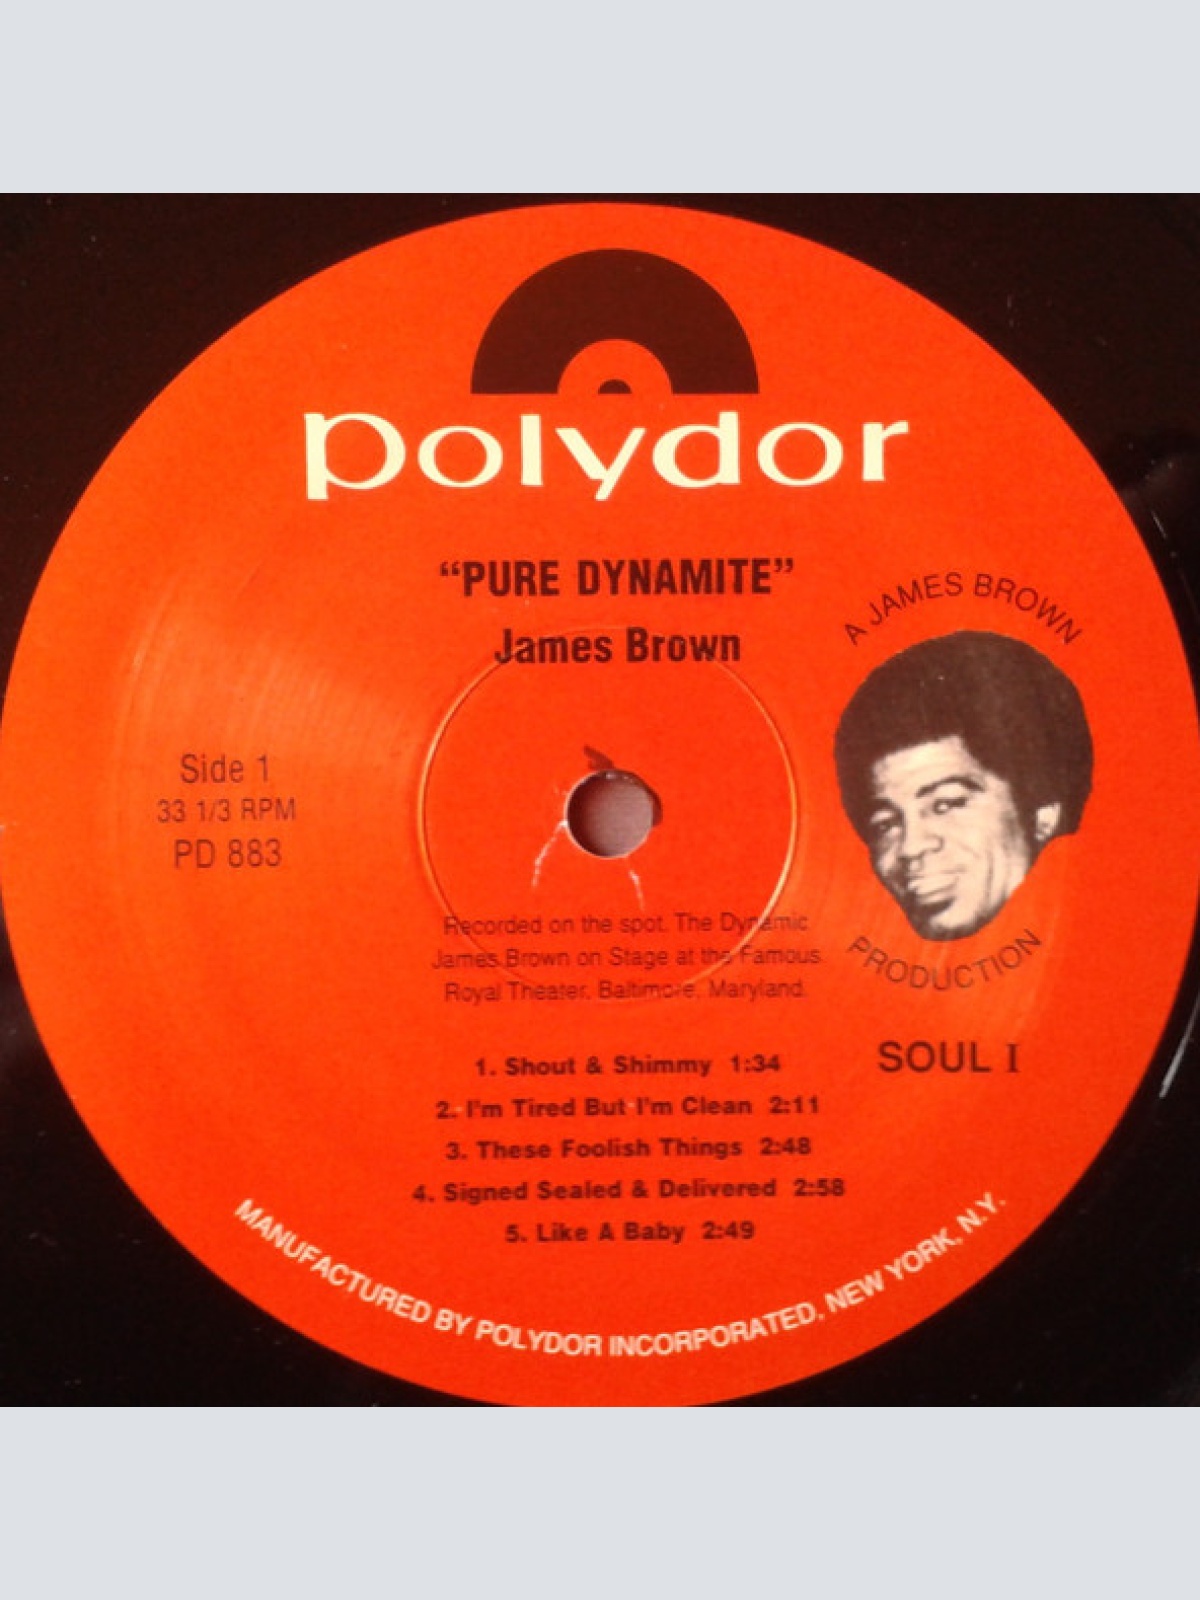 polydor
“PURE DYNAMITE”
James Brown
A JAMES BROWN
PRODUCTION
Side 1
33 1/3 RPM
PD 883
Recorded on the spot. The Dynamic
James Brown on Stage at the Famous
Royal Theater. Baltimore, Maryland.
SOUL I
1. Shout & Shimmy 1:34
2. I'm Tired But I'm Clean 2:11
3. These Foolish Things 2:48
4. Signed Sealed & Delivered 2:58
5. Like A Baby 2:49
MANUFACTURED BY POLYDOR INCORPORATED, NEW YORK, N.Y.